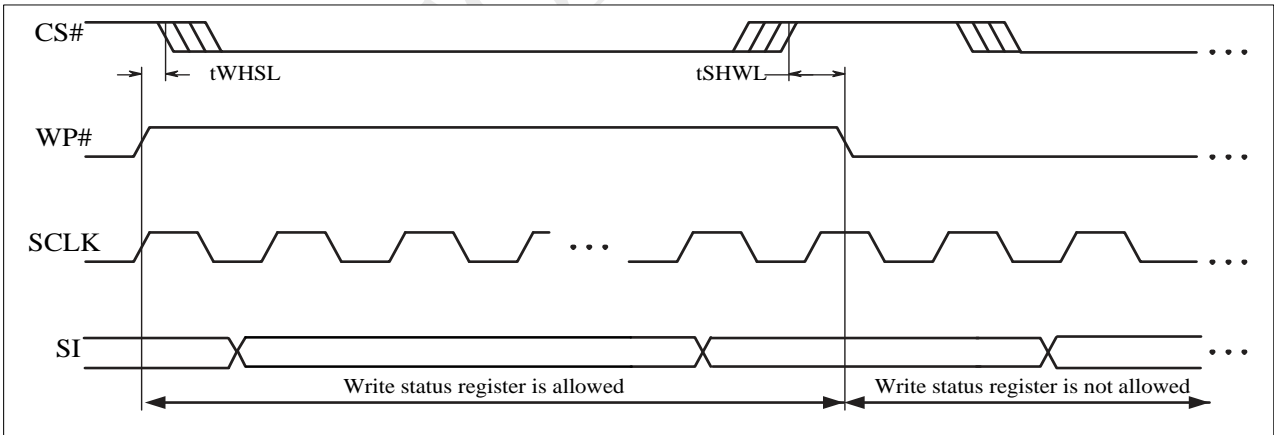 CS#
tWHSL
tSHWL
WP#
SCLK
SI
Write status register is allowed
Write status register is not allowed